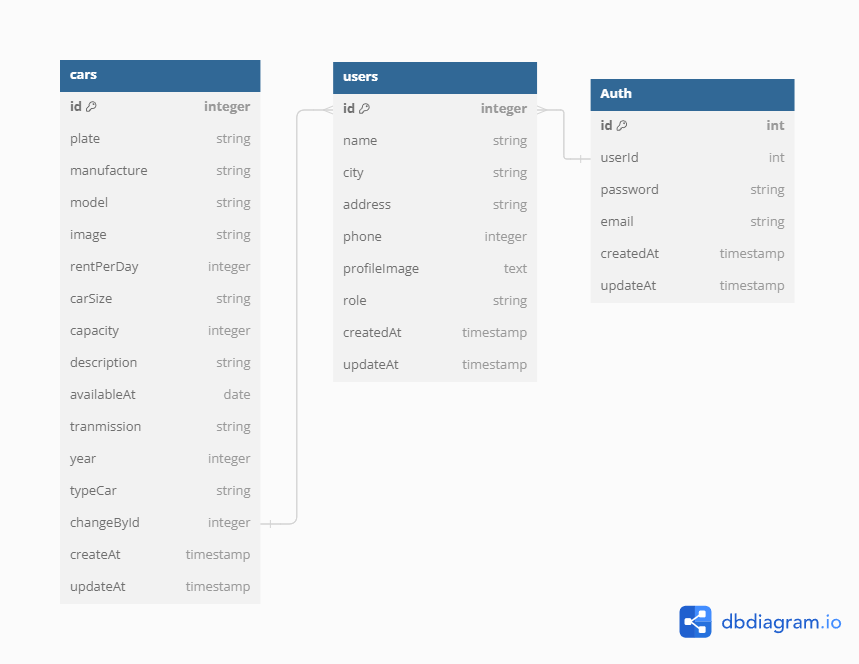 cars
id integer
plate string
manufacture string
model string
image string
rentPerDay integer
carSize string
capacity integer
description string
availableAt date
tranmission string
year integer
typeCar string
changeById integer
createAt timestamp
updateAt timestamp
users
id integer
name string
city string
address string
phone integer
profileImage text
role string
createdAt timestamp
updateAt timestamp
Auth
id int
userId int
password string
email string
createdAt timestamp
updateAt timestamp
dbdiagram.io